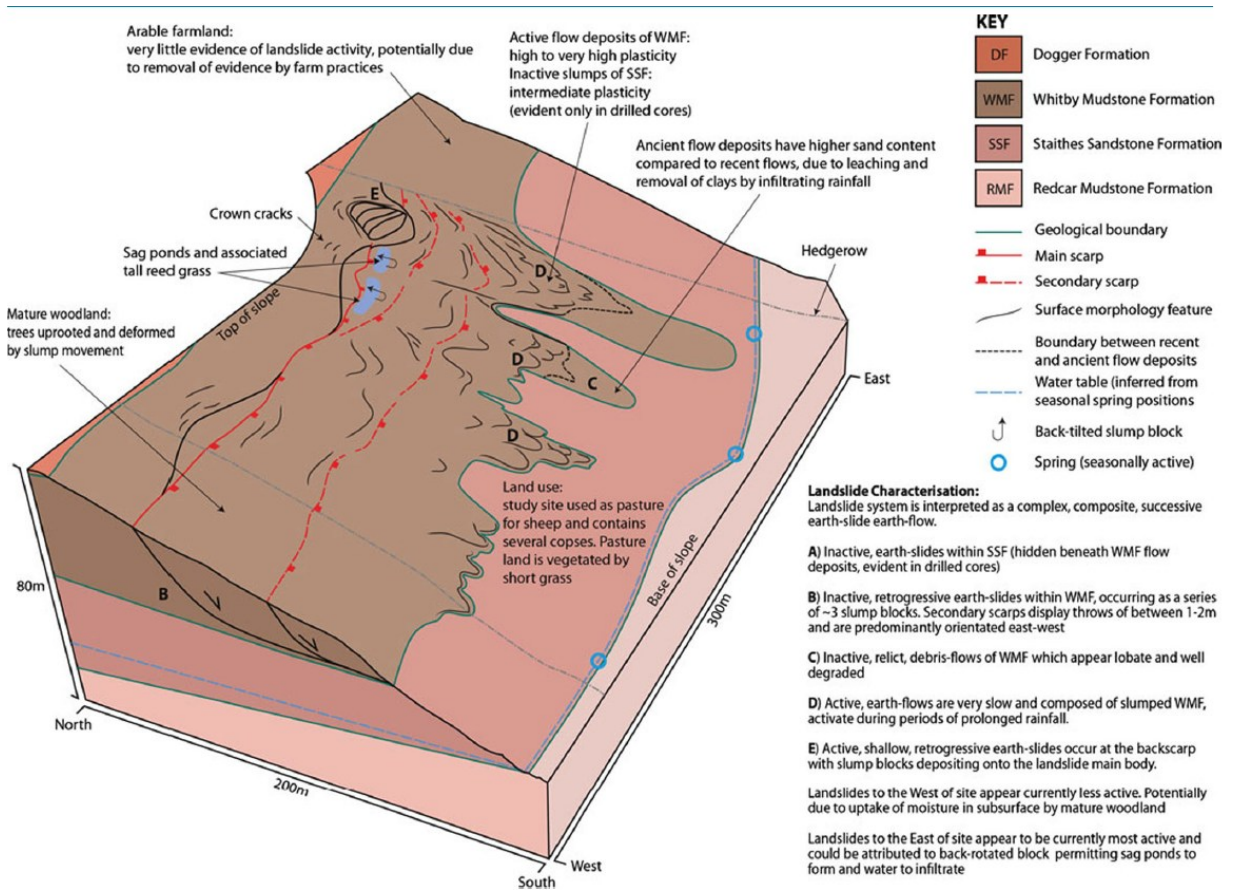 Arable farmland:
very little evidence of landslide activity, potentially due
to removal of evidence by farm practices
Active flow deposits of WMF:
high to very high plasticity
Inactive slumps of SSF:
intermediate plasticity
(evident only in drilled cores)
Ancient flow deposits have higher sand content
compared to recent flows, due to leaching and
removal of clays by infiltrating rainfall
Crown cracks
Sag ponds and associated
tall reed grass
Mature woodland:
trees uprooted and deformed
by slump movement
Top of slope
Hedgerow
E
D
D
C
D
B
Land use:
study site used as pasture
for sheep and contains
several copses. Pasture
land is vegetated by
short grass
Base of slope
80m
200m
300m
North
South
West
East
KEY
DF Dogger Formation
WMF Whitby Mudstone Formation
SSF Staithes Sandstone Formation
RMF Redcar Mudstone Formation
Geological boundary
Main scarp
Secondary scarp
Surface morphology feature
Boundary between recent
and ancient flow deposits
Water table (inferred from
seasonal spring positions
Back-tilted slump block
Spring (seasonally active)
Landslide Characterisation:
Landslide system is interpreted as a complex, composite, successive
earth-slide earth-flow.
A) Inactive, earth-slides within SSF (hidden beneath WMF flow
deposits, evident in drilled cores)
B) Inactive, retrogressive earth-slides within WMF, occurring as a series
of ~3 slump blocks. Secondary scarps display throws of between 1-2m
and are predominantly orientated east-west
C) Inactive, relict, debris-flows of WMF which appear lobate and well
degraded
D) Active, earth-flows are very slow and composed of slumped WMF,
activate during periods of prolonged rainfall.
E) Active, shallow, retrogressive earth-slides occur at the backscarp
with slump blocks depositing onto the landslide main body.
Landslides to the West of site appear currently less active. Potentially
due to uptake of moisture in subsurface by mature woodland
Landslides to the East of site appear to be currently most active and
could be attributed to back-rotated block permitting sag ponds to
form and water to infiltrate